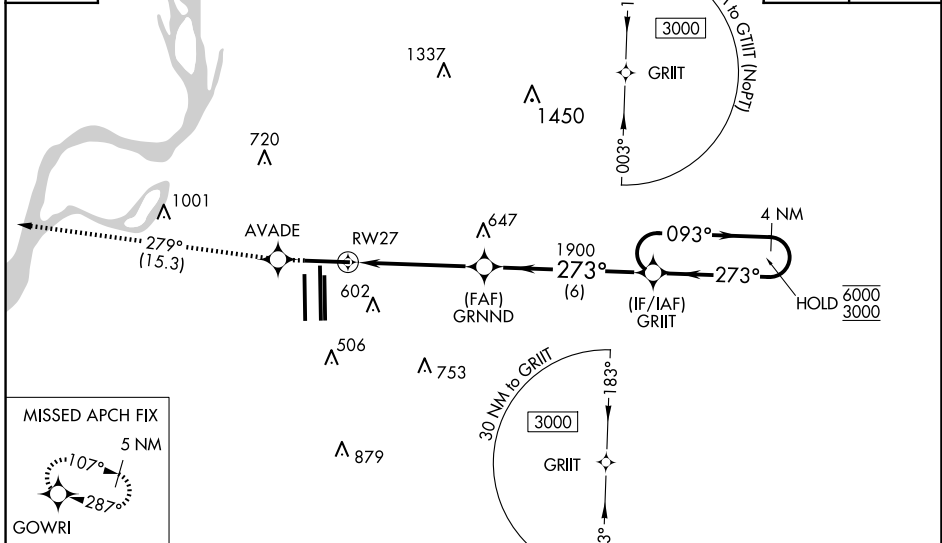 1337
1450
720
1001
279°
(15.3)
AVADE
RW27
602
647
1900
273°
(6)
(FAF)
GRNND
(IF/IAF)
GRIIT
093°
273°
4 NM
HOLD 6000
3000
3000
GRIIT
003°
to GTIIT (NoPT)
506
753
879
30 NM to GRIIT
3000
GRIIT
183°
3°
MISSED APCH FIX
5 NM
107°
287°
GOWRI